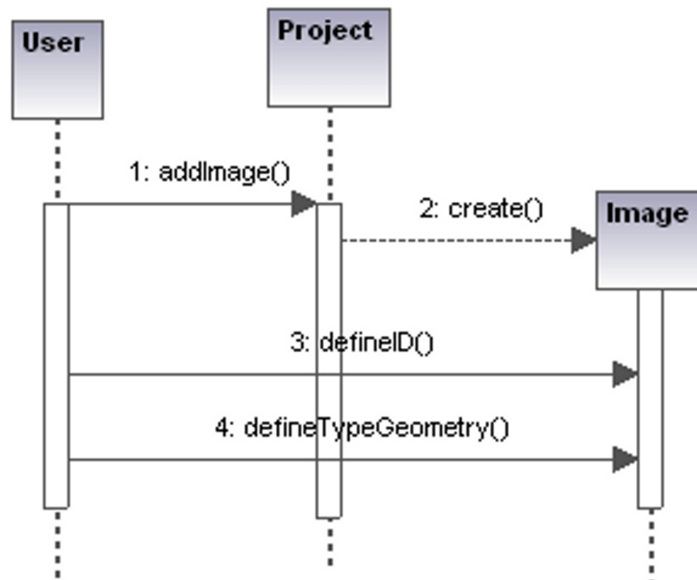 User
Project
1: addImage()
2: create()
Image
3: defineID()
4: defineTypeGeometry()